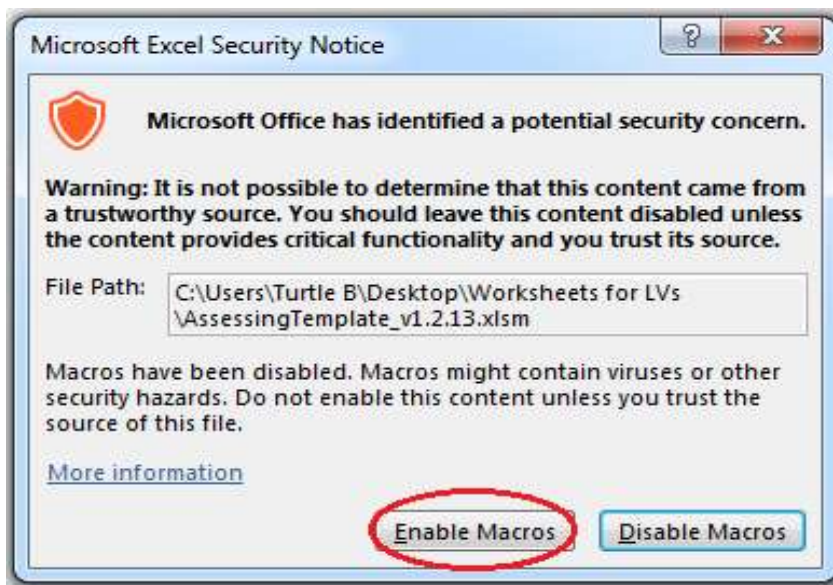 Microsoft Excel Security Notice
?
Microsoft Office has identified a potential security concern.
Warning: It is not possible to determine that this content came from
a trustworthy source. You should leave this content disabled unless
the content provides critical functionality and you trust its source.
File Path: C:\Users\Turtle B\Desktop\Worksheets for LVs
\AssessingTemplate_v1.2.13.xlsm
Macros have been disabled. Macros might contain viruses or other
security hazards. Do not enable this content unless you trust the
source of this file.
More information
Enable Macros Disable Macros